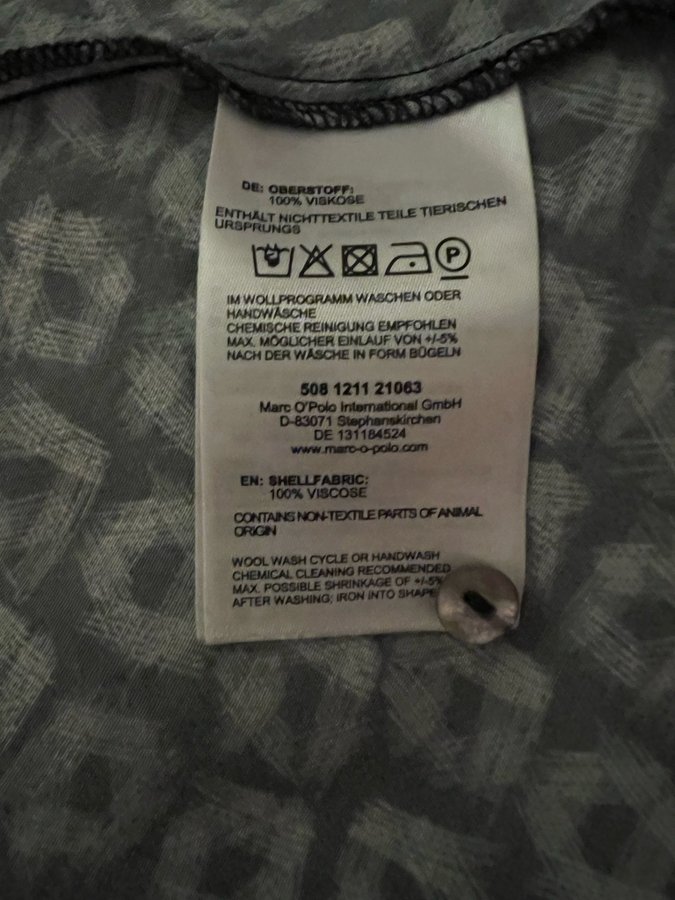 DE: OBERSTOFF:
100% VISKOSE
ENTHÄLT NICHTTEXTILE TEILE TIERISCHEN
URSPRUNGS
P
IM WOLLPROGRAMM WASCHEN ODER
HANDWÄSCHE
CHEMISCHE REINIGUNG EMPFOHLEN
MAX. MÖGLICHER EINLAUF VON +/-5%
NACH DER WÄSCHE IN FORM BÜGELN
508 1211 21063
Marc O'Polo International GmbH
D-83071 Stephanskirchen
DE 131184524
www.marc-o-polo.com
EN: SHELLFABRIC:
100% VISCOSE
CONTAINS NON-TEXTILE PARTS OF ANIMAL
ORIGIN
WOOL WASH CYCLE OR HANDWASH
CHEMICAL CLEANING RECOMMENDED
MAX. POSSIBLE SHRINKAGE OF +/-5%
AFTER WASHING: IRON INTO SHAPE